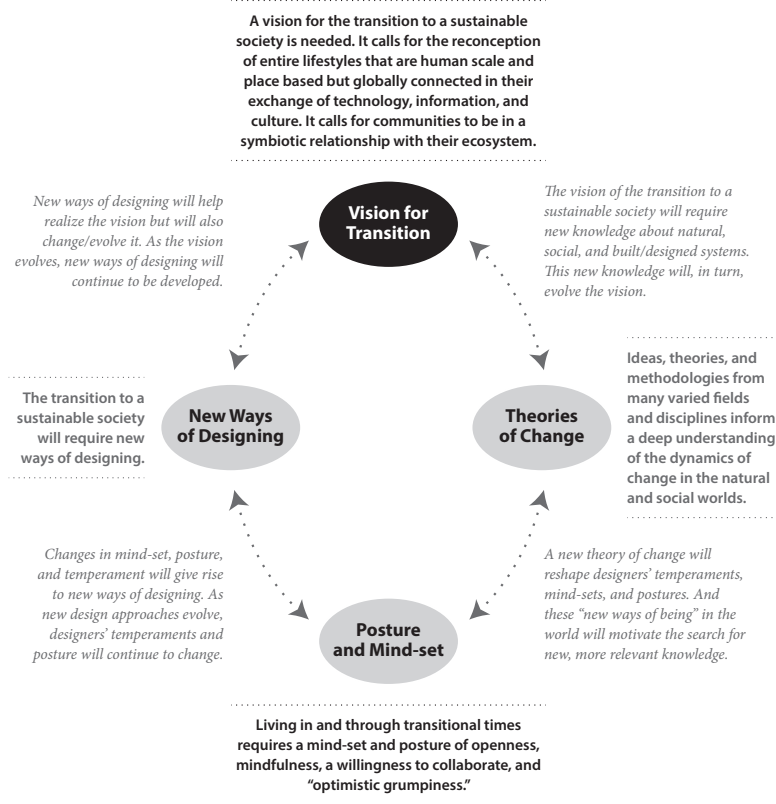 A vision for the transition to a sustainable
society is needed. It calls for the reconception
of entire lifestyles that are human scale and
place based but globally connected in their
exchange of technology, information, and
culture. It calls for communities to be in a
symbiotic relationship with their ecosystem.
New ways of designing will help
realize the vision but will also
change/evolve it. As the vision
evolves, new ways of designing will
continue to be developed.
Vision for
Transition
The vision of the transition to a
sustainable society will require
new knowledge about natural,
social, and built/designed systems.
This new knowledge will, in turn,
evolve the vision.
The transition to a
sustainable society
will require new
ways of designing.
New Ways
of Designing
Theories
of Change
Ideas, theories, and
methodologies from
many varied fields
and disciplines inform
a deep understanding
of the dynamics of
change in the natural
and social worlds.
Changes in mind-set, posture,
and temperament will give rise
to new ways of designing. As
new design approaches evolve,
designers’ temperaments and
posture will continue to change.
Posture
and Mind-set
A new theory of change will
reshape designers’ temperaments,
mind-sets, and postures. And
these “new ways of being” in the
world will motivate the search for
new, more relevant knowledge.
Living in and through transitional times
requires a mind-set and posture of openness,
mindfulness, a willingness to collaborate, and
“optimistic grumpiness.”